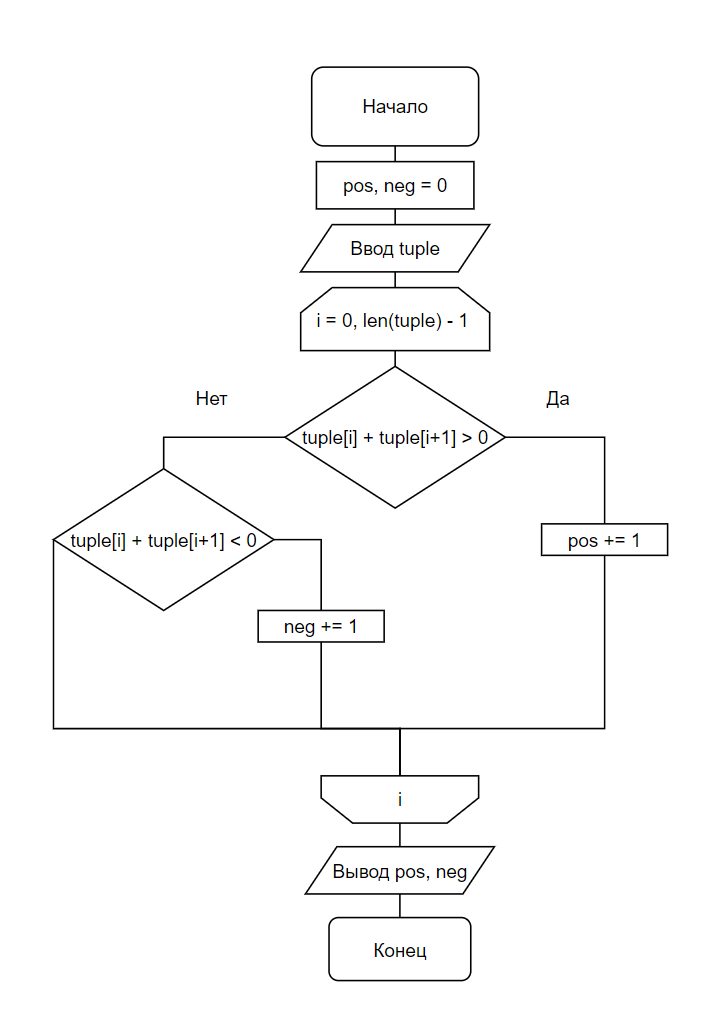 Начало
pos, neg = 0
Ввод tuple
i = 0, len(tuple) - 1
Нет
Да
tuple[i] + tuple[i+1] > 0
tuple[i] + tuple[i+1] < 0
pos += 1
neg += 1
i
Вывод pos, neg
Конец